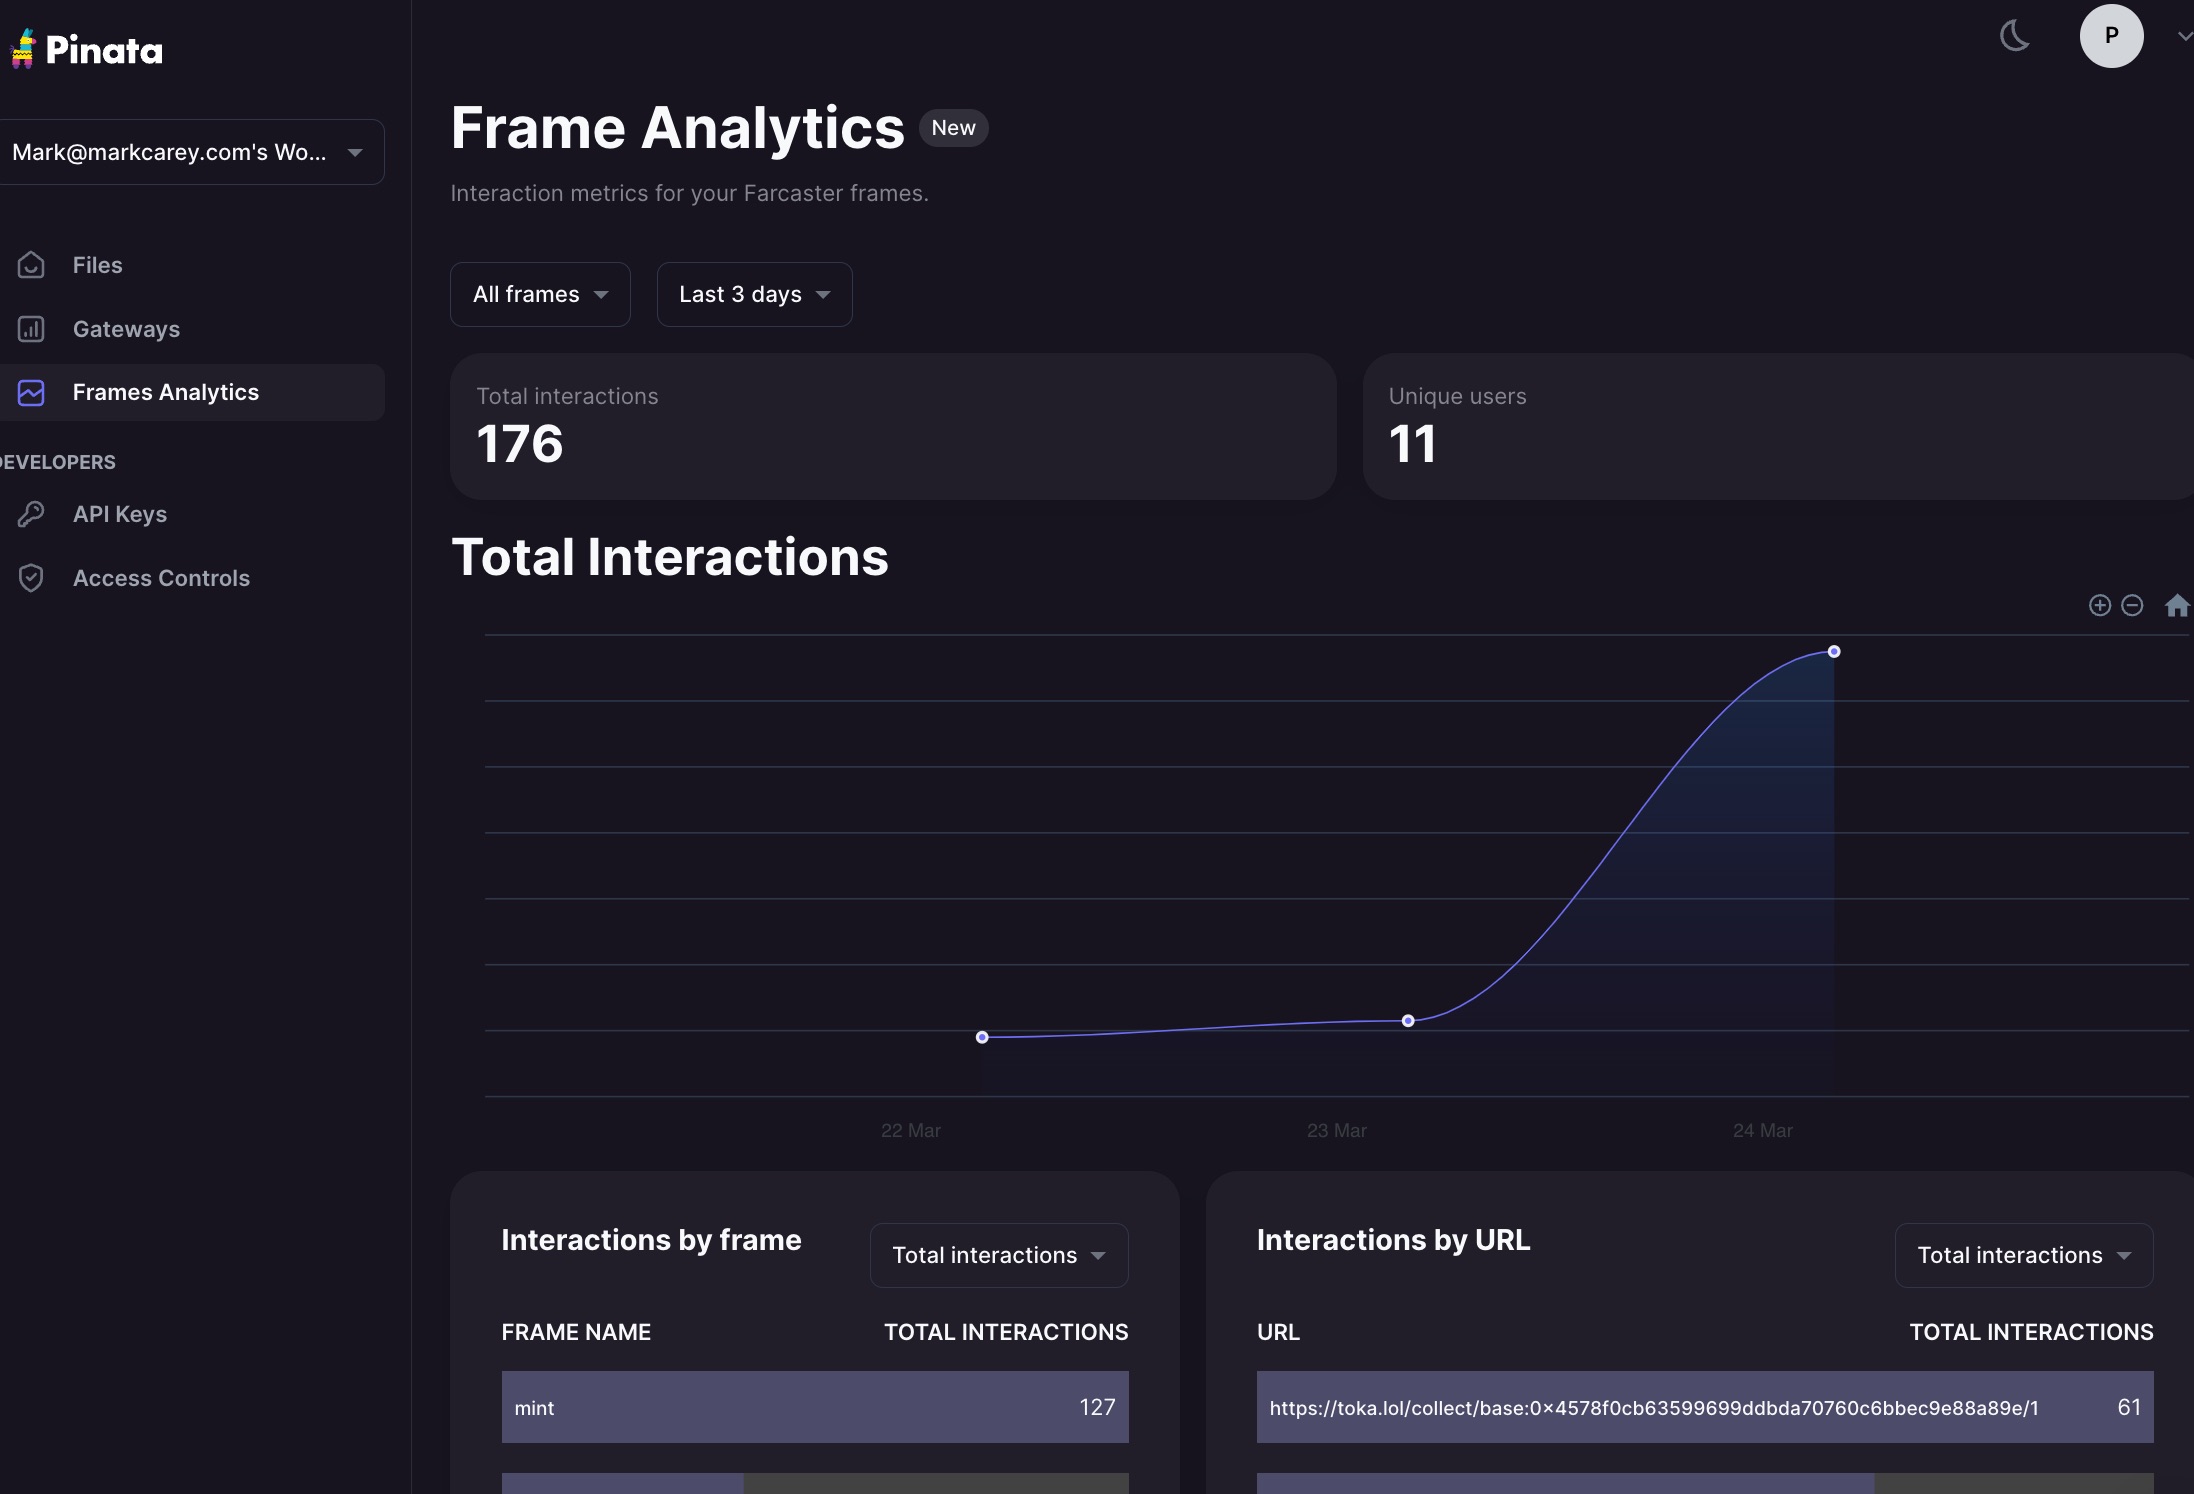 Pinata
P
Mark@markcarey.com's Wo...
Files
Gateways
Frames Analytics
DEVELOPERS
API Keys
Access Controls
Frame Analytics
New
Interaction metrics for your Farcaster frames.
All frames
Last 3 days
Total interactions
176
Unique users
11
Total Interactions
22 Mar
23 Mar
24 Mar
Interactions by frame
Total interactions
FRAME NAME
TOTAL INTERACTIONS
mint
127
Interactions by URL
Total interactions
URL
TOTAL INTERACTIONS
https://toka.lol/collect/base:0x4578f0cb63599699ddbda70760c6bbec9e88a89e/1
61